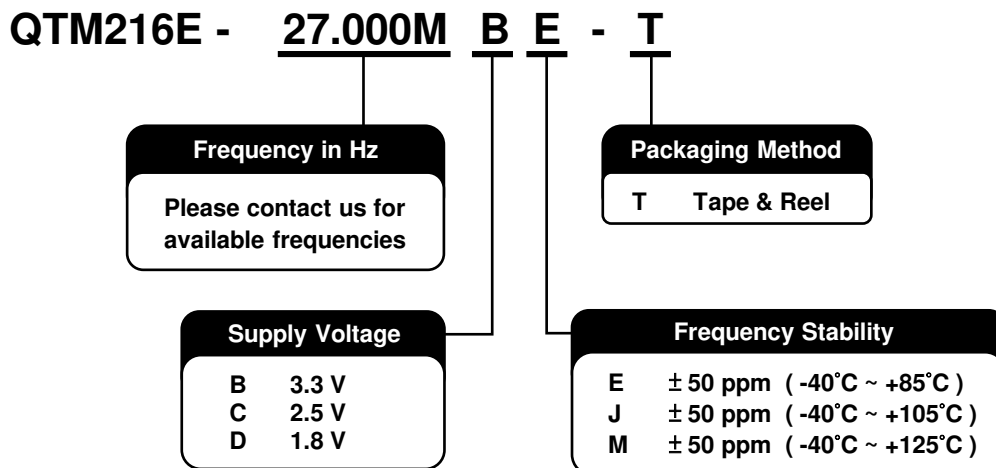 QTM216E - 27.000M B E - T
Frequency in Hz
Please contact us for
available frequencies
Packaging Method
T Tape & Reel
Supply Voltage
B 3.3 V
C 2.5 V
D 1.8 V
Frequency Stability
E ± 50 ppm ( -40°C ~ +85°C )
J ± 50 ppm ( -40°C ~ +105°C )
M ± 50 ppm ( -40°C ~ +125°C )